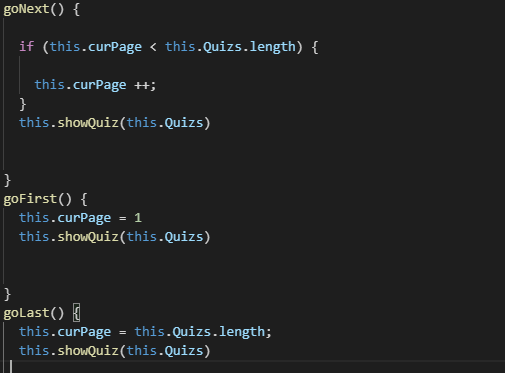 goNext() {
if (this.curPage < this.Quizs.length) {
this.curPage ++;
}
this.showQuiz(this.Quizs)
}
goFirst() {
this.curPage = 1
this.showQuiz(this.Quizs)
}
goLast() {
this.curPage = this.Quizs.length;
this.showQuiz(this.Quizs)